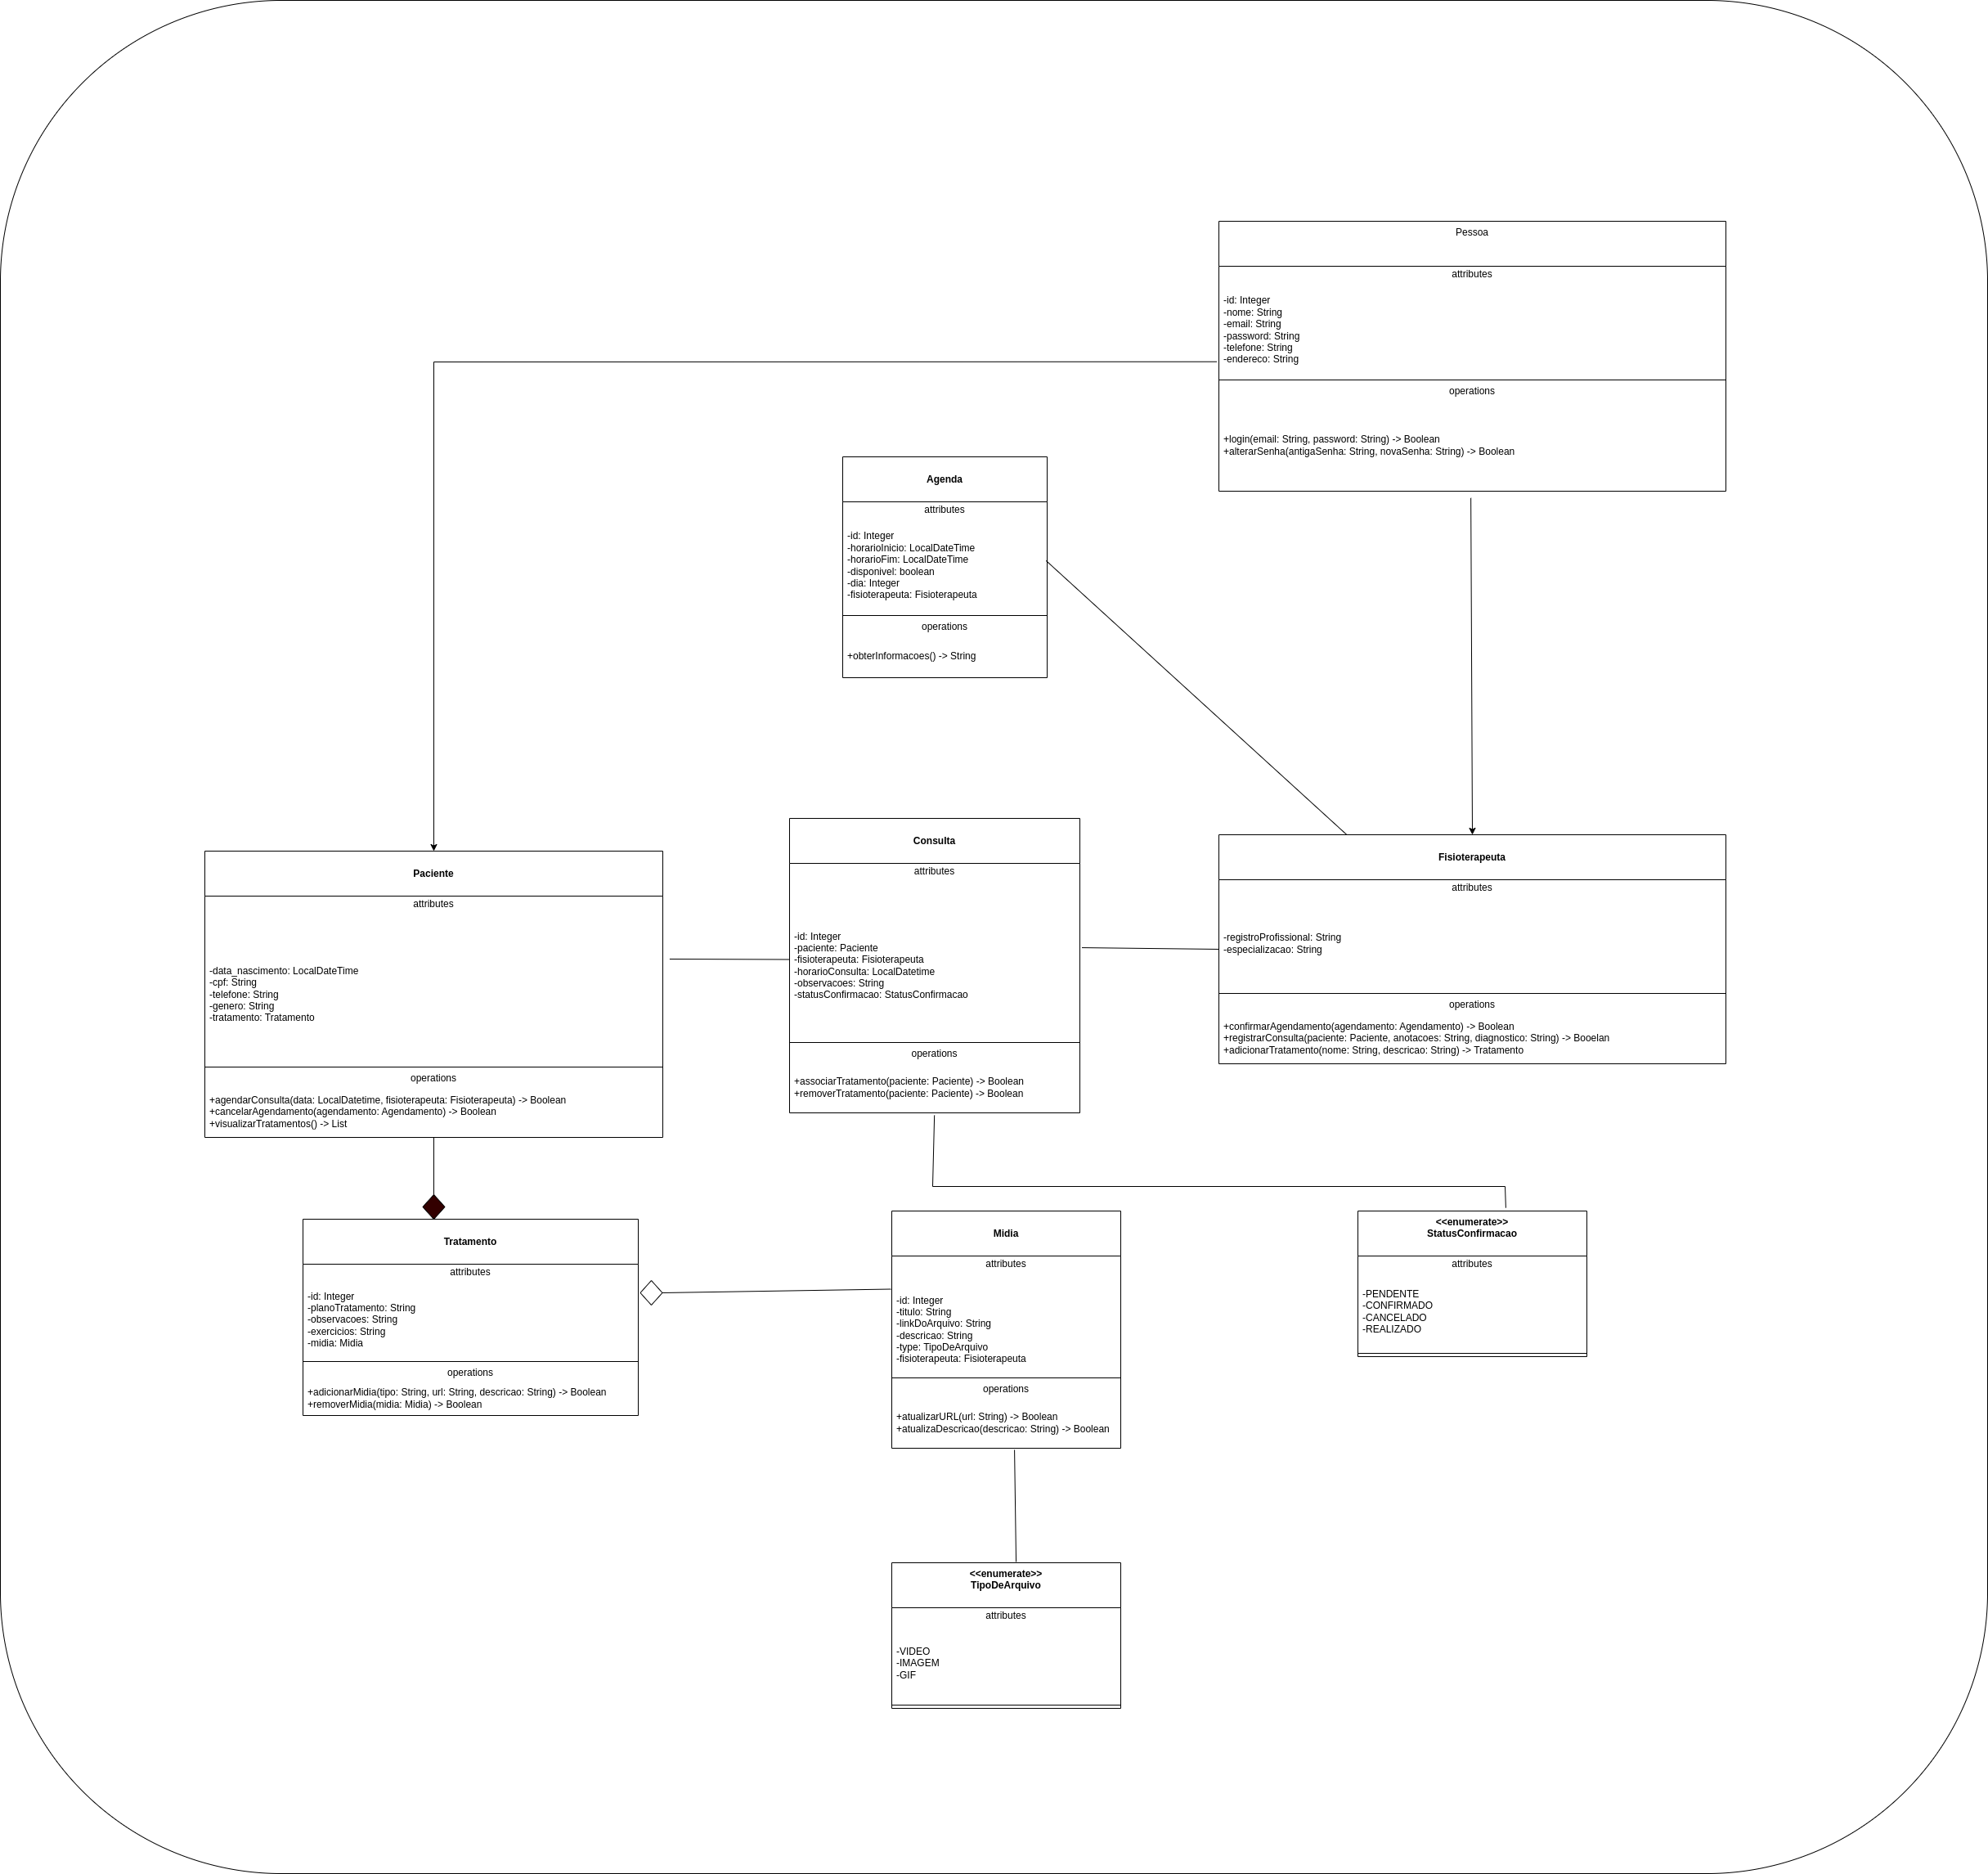 Pessoa
attributes
-id: Integer
-nome: String
-email: String
-password: String
-telefone: String
-endereco: String
operations
+login(email: String, password: String) -> Boolean
+alterarSenha(antigaSenha: String, novaSenha: String) -> Boolean
Agenda
attributes
-id: Integer
-horarioInicio: LocalDateTime
-horarioFim: LocalDateTime
-disponivel: boolean
-dia: Integer
-fisioterapeuta: Fisioterapeuta
operations
+obterInformacoes() -> String
Paciente
attributes
-data_nascimento: LocalDateTime
-cpf: String
-telefone: String
-genero: String
-tratamento: Tratamento
operations
+agendarConsulta(data: LocalDatetime, fisioterapeuta: Fisioterapeuta) -> Boolean
+cancelarAgendamento(agendamento: Agendamento) -> Boolean
+visualizarTratamentos() -> List
Consulta
attributes
-id: Integer
-paciente: Paciente
-fisioterapeuta: Fisioterapeuta
-horarioConsulta: LocalDatetime
-observacoes: String
-statusConfirmacao: StatusConfirmacao
operations
+associarTratamento(paciente: Paciente) -> Boolean
+removerTratamento(paciente: Paciente) -> Boolean
Fisioterapeuta
attributes
-registroProfissional: String
-especializacao: String
operations
+confirmarAgendamento(agendamento: Agendamento) -> Boolean
+registrarConsulta(paciente: Paciente, anotacoes: String, diagnostico: String) -> Booelan
+adicionarTratamento(nome: String, descricao: String) -> Tratamento
Tratamento
attributes
-id: Integer
-planoTratamento: String
-observacoes: String
-exercicios: String
-midia: Midia
operations
+adicionarMidia(tipo: String, url: String, descricao: String) -> Boolean
+removerMidia(midia: Midia) -> Boolean
Midia
attributes
-id: Integer
-titulo: String
-linkDoArquivo: String
-descricao: String
-type: TipoDeArquivo
-fisioterapeuta: Fisioterapeuta
operations
+atualizarURL(url: String) -> Boolean
+atualizaDescricao(descricao: String) -> Boolean
<<enumerate>>
StatusConfirmacao
attributes
-PENDENTE
-CONFIRMADO
-CANCELADO
-REALIZADO
<<enumerate>>
TipoDeArquivo
attributes
-VIDEO
-IMAGEM
-GIF